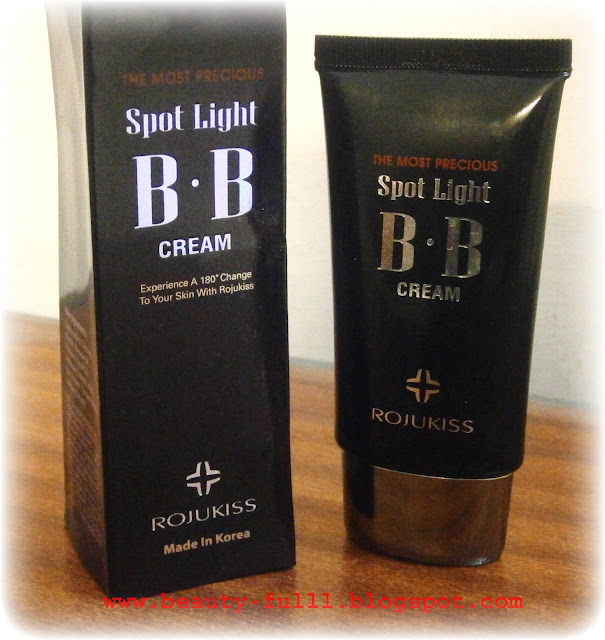 THE MOST PRECIOUS
Spot Light
B·B
CREAM
Experience A 180° Change
To Your Skin With Rojukiss
ROJUKISS
Made In Korea
THE MOST PRECIOUS
Spot Light
B·B
CREAM
ROJUKISS
www.beauty-fulll.blogspot.com